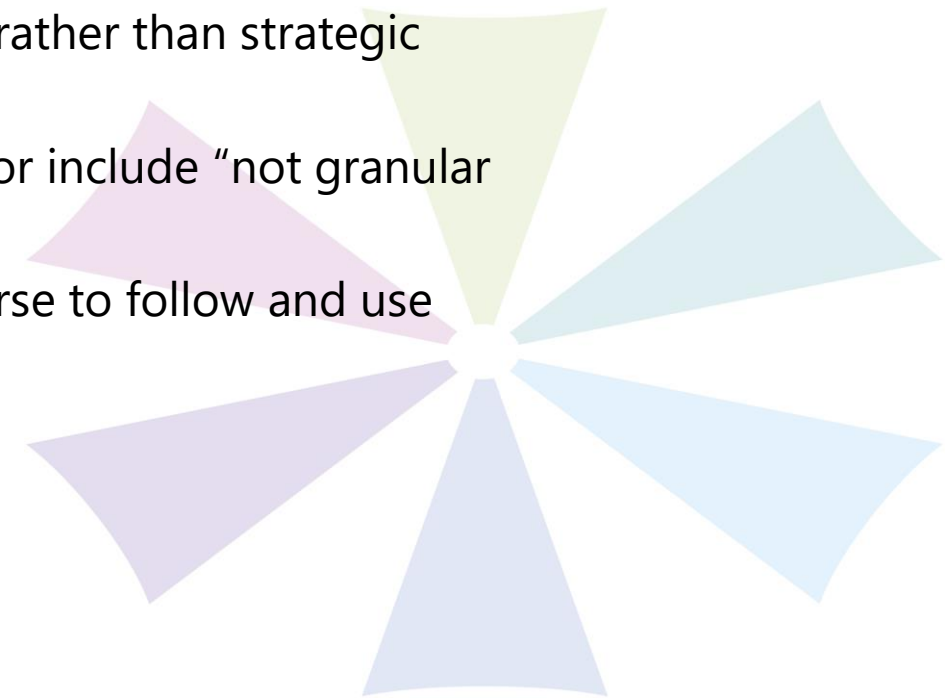 rather than strategic
or include “not granular
rse to follow and use